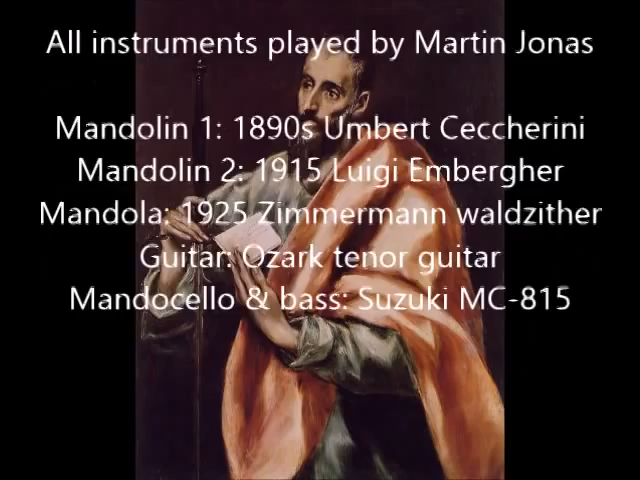 All instruments played by Martin Jonas
Mandolin 1: 1890s Umbert Ceccherini
Mandolin 2: 1915 Luigi Embergher
Mandola: 1925 Zimmermann waldzither
Guitar: Ozark tenor guitar
Mandocello & bass: Suzuki MC-815